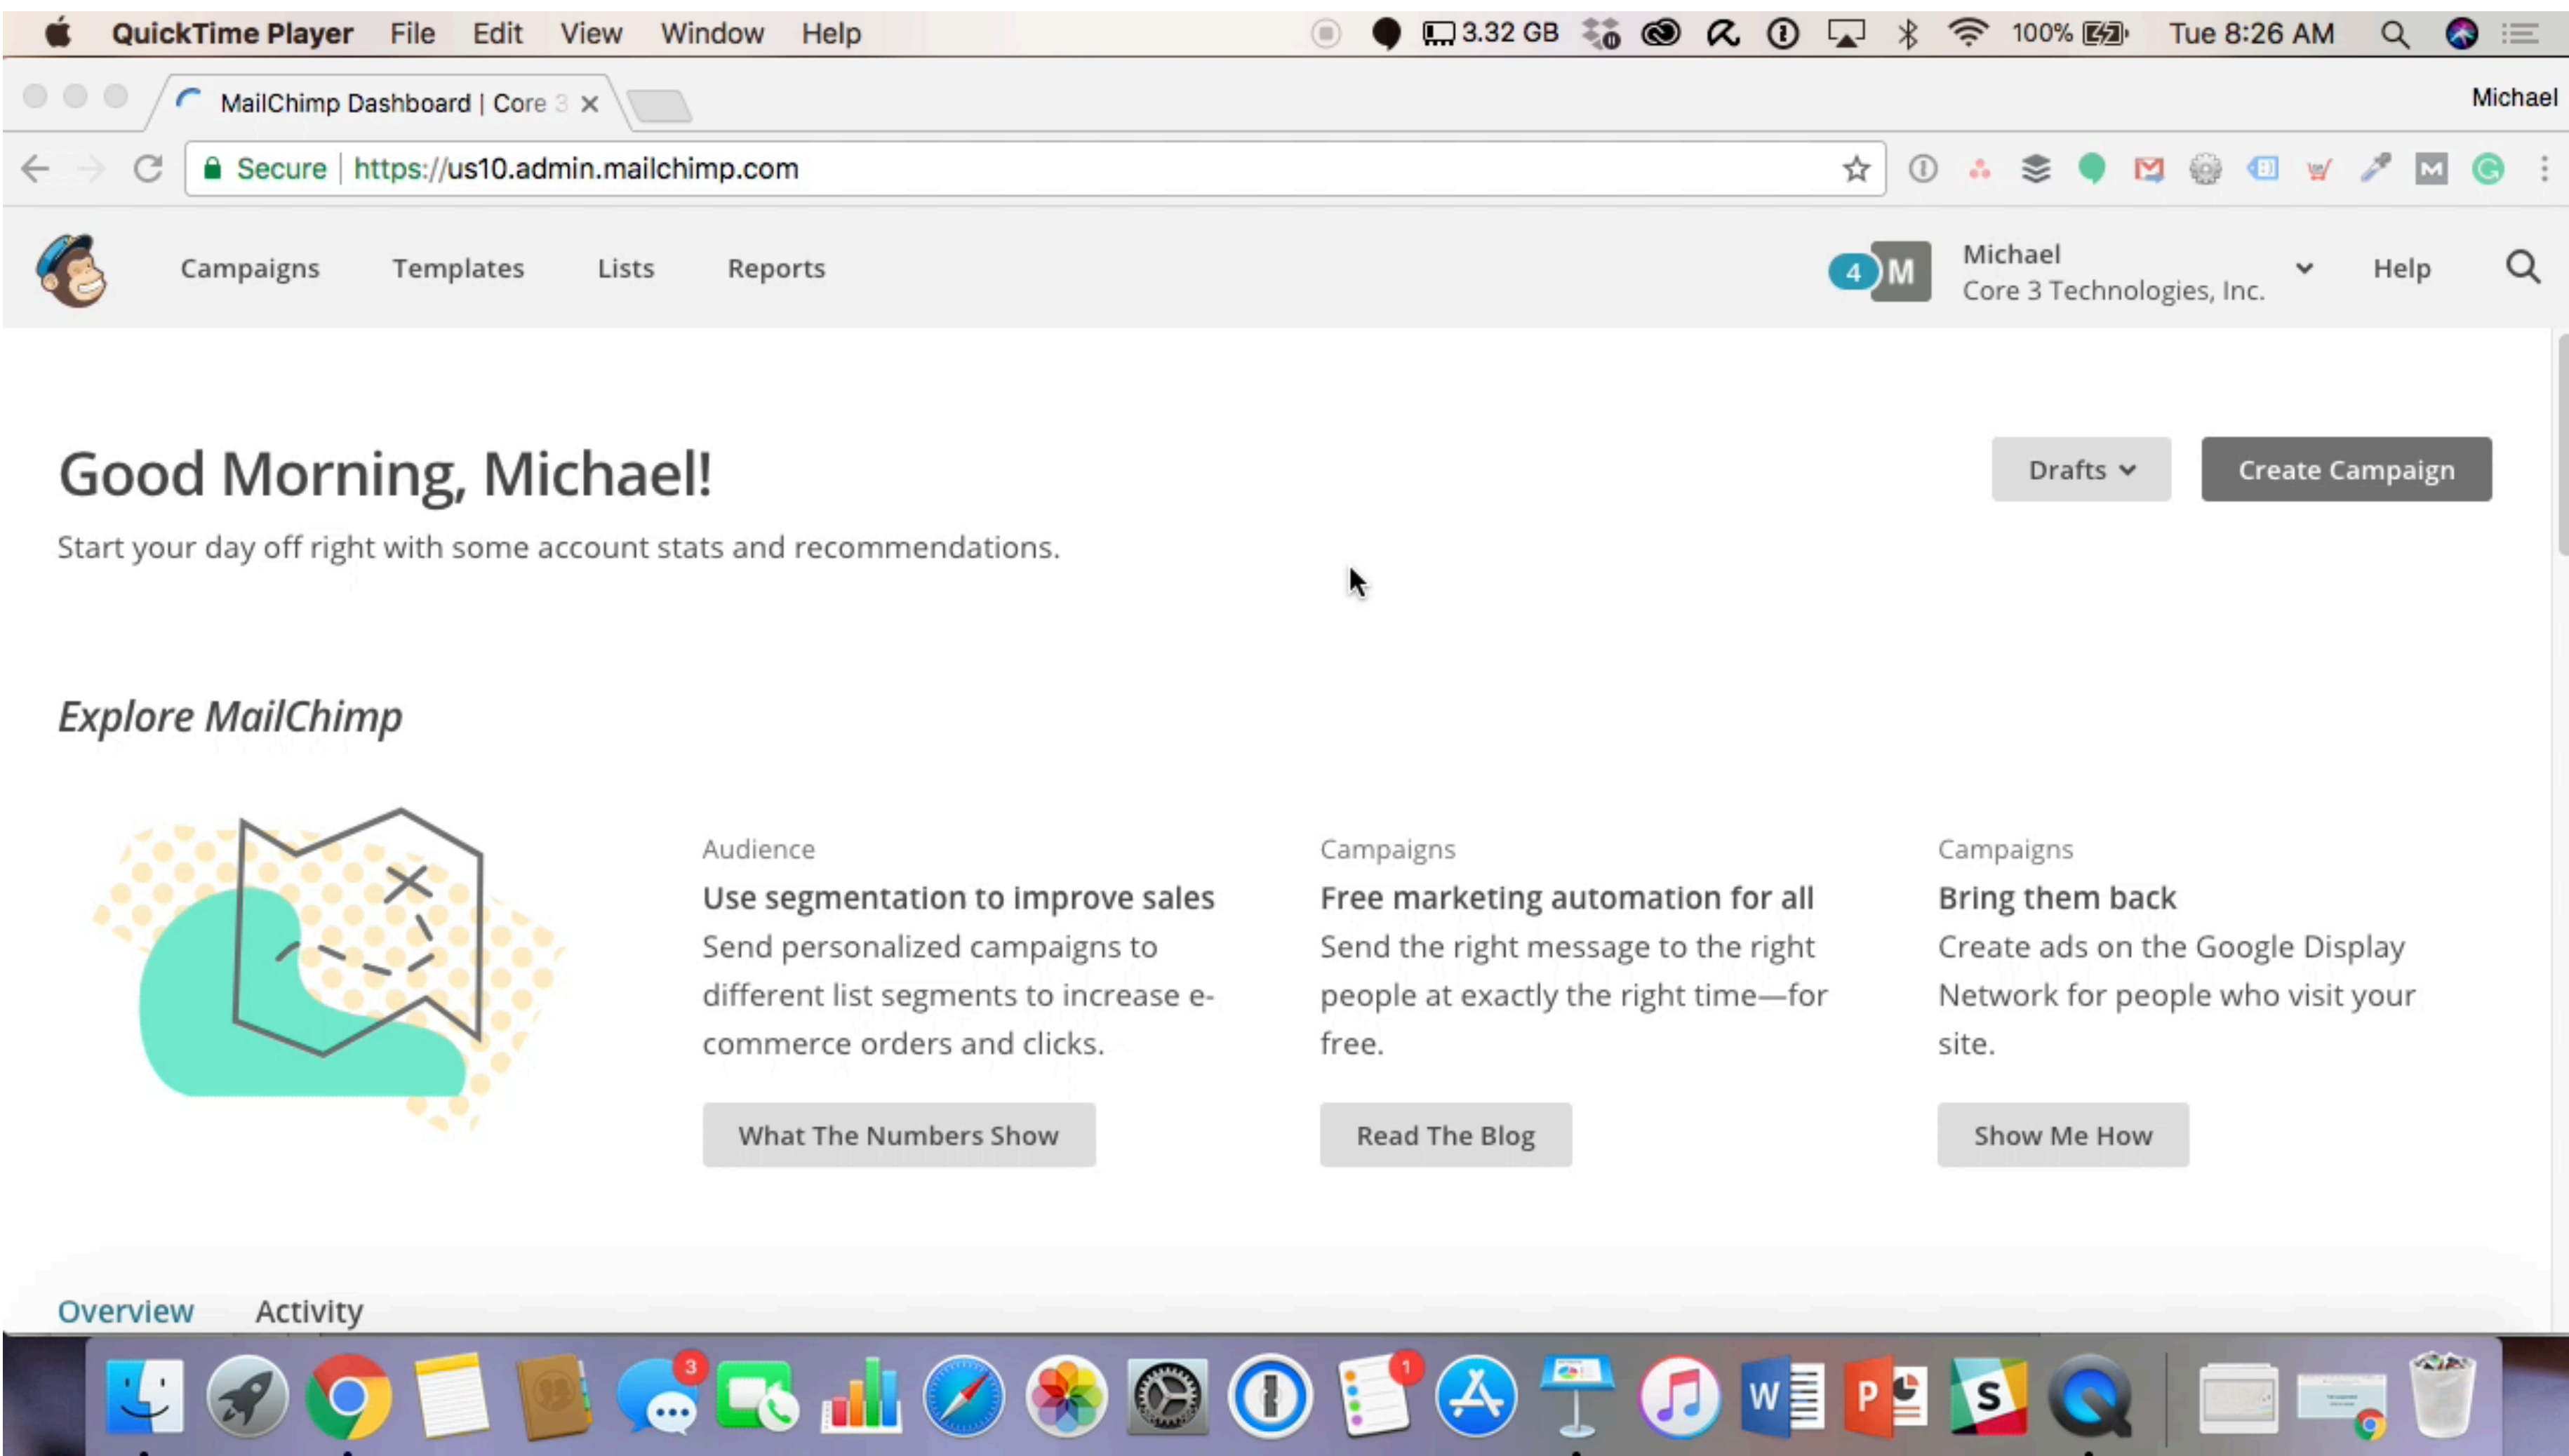 QuickTime Player File Edit View Window Help 3.32 GB 100% Tue 8:26 AM
MailChimp Dashboard | Core 3
Michael
Secure https://us10.admin.mailchimp.com
Campaigns Templates Lists Reports
4 M
Michael
Core 3 Technologies, Inc.
Help
Good Morning, Michael!
Drafts
Create Campaign
Start your day off right with some account stats and recommendations.
Explore MailChimp
Audience
Use segmentation to improve sales
Send personalized campaigns to
different list segments to increase e-
commerce orders and clicks.
What The Numbers Show
Campaigns
Free marketing automation for all
Send the right message to the right
people at exactly the right time—for
free.
Read The Blog
Campaigns
Bring them back
Create ads on the Google Display
Network for people who visit your
site.
Show Me How
Overview Activity
3
1
W
P
S